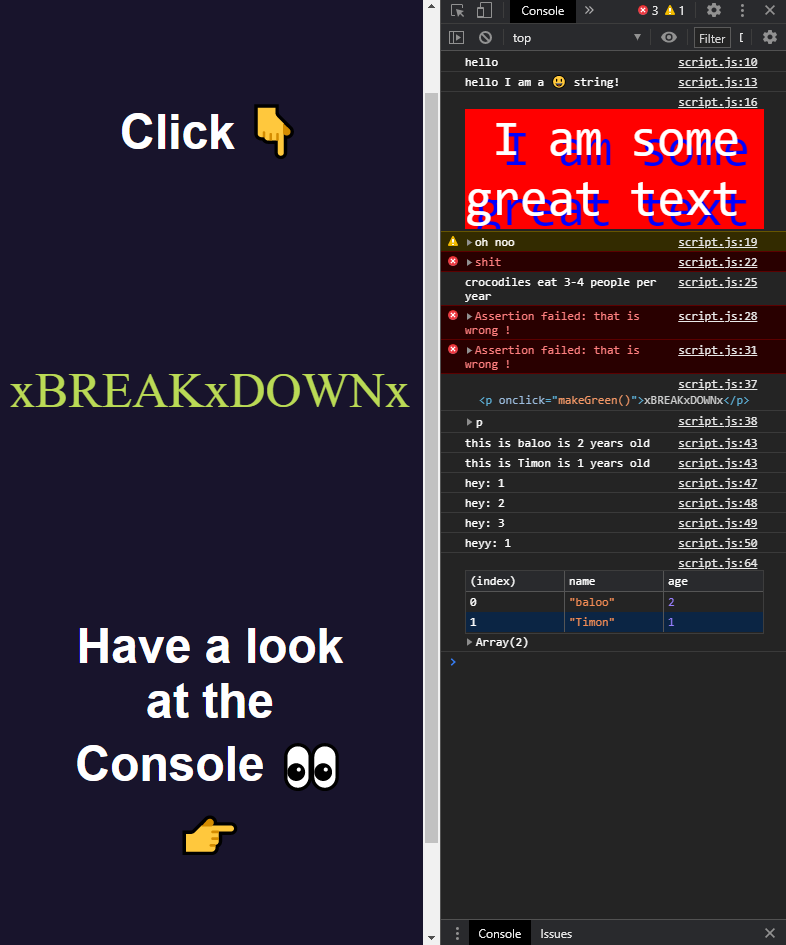 Click 👇
xBREAKxDOWNx
Have a look
at the
Console 👀
👉
Console » 3 1
top Filter [
hello script.js:10
hello I am a 😃 string! script.js:13
script.js:16
I am some
great text
oh noo script.js:19
shit script.js:22
crocodiles eat 3-4 people per script.js:25
year
Assertion failed: that is script.js:28
wrong !
Assertion failed: that is script.js:31
wrong !
script.js:37
<p onclick="makeGreen()">xBREAKxDOWNx</p>
p script.js:38
this is baloo is 2 years old script.js:43
this is Timon is 1 years old script.js:43
hey: 1 script.js:47
hey: 2 script.js:48
hey: 3 script.js:49
heyy: 1 script.js:50
script.js:64
(index) name age
0 "baloo" 2
1 "Timon" 1
Array(2)
>
Console Issues